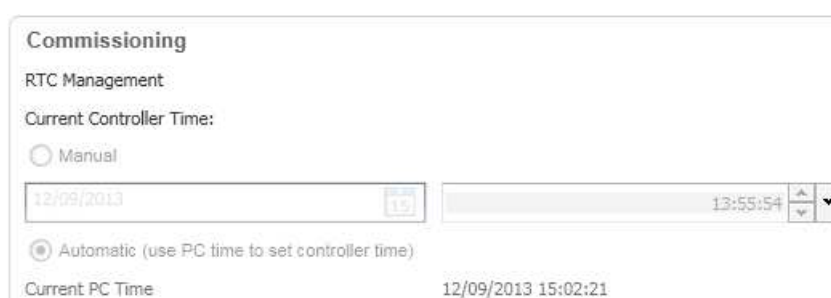 Commissioning
RTC Management
Current Controller Time:
Manual
12/09/2013 15 13:55:54
Automatic (use PC time to set controller time)
Current PC Time 12/09/2013 15:02:21